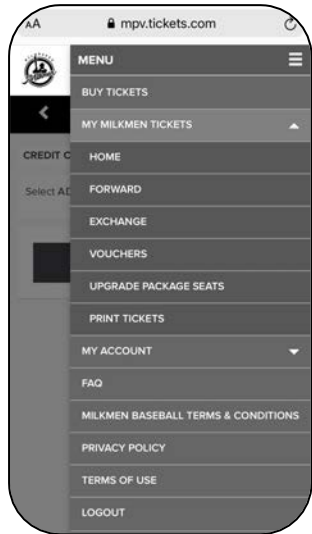 AA mpv.tickets.com
MENU
BUY TICKETS
MY MILKMEN TICKETS
CREDIT C
HOME
Select AD
FORWARD
EXCHANGE
VOUCHERS
UPGRADE PACKAGE SEATS
PRINT TICKETS
MY ACCOUNT
FAQ
MILKMEN BASEBALL TERMS & CONDITIONS
PRIVACY POLICY
TERMS OF USE
LOGOUT